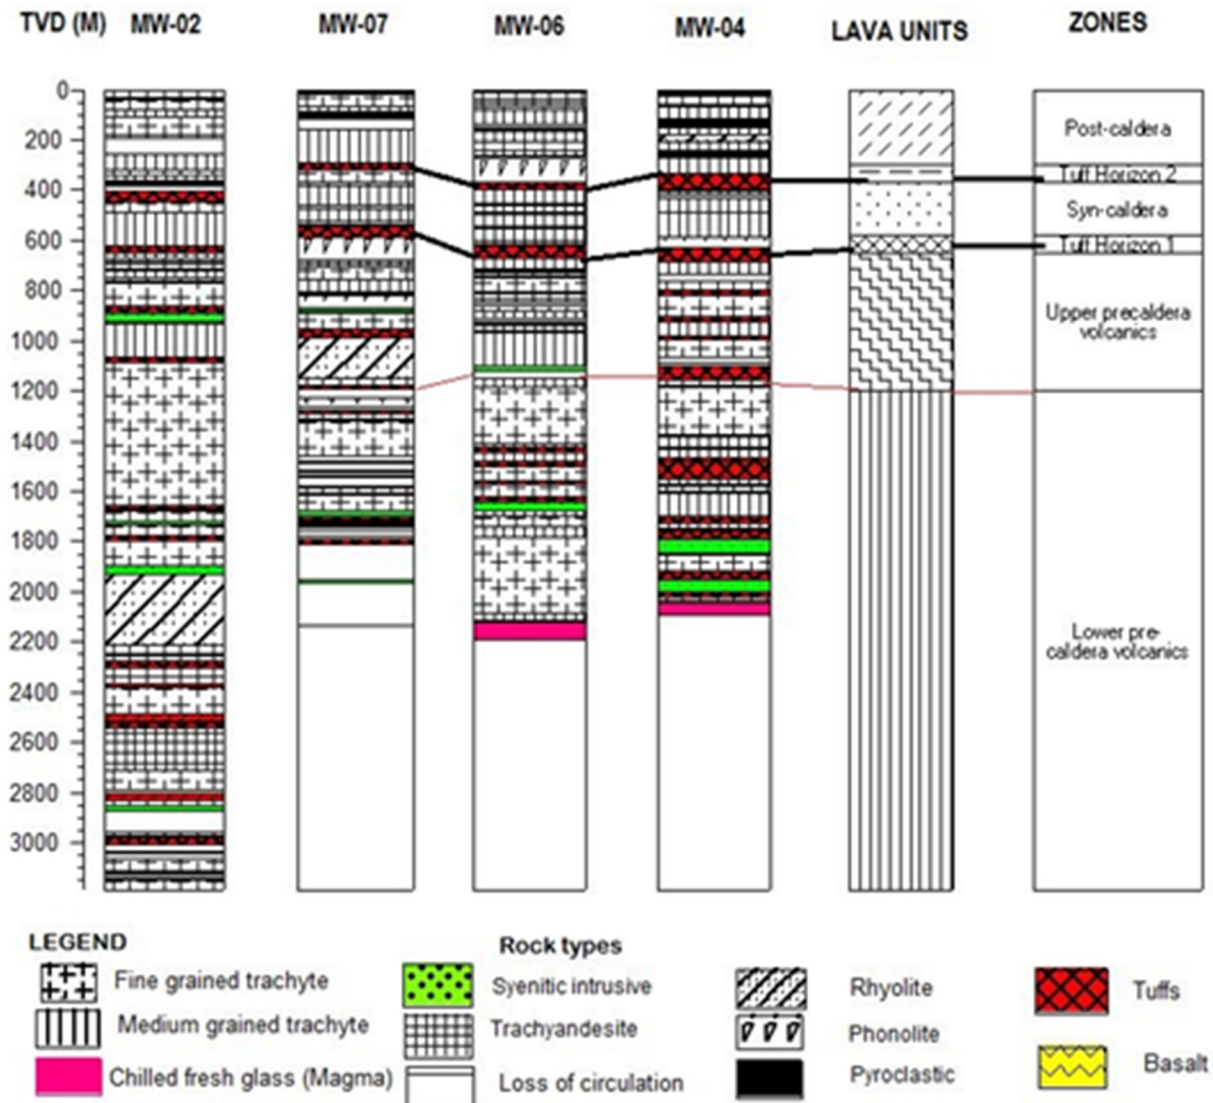 TVD (M) MW-02 MW-07 MW-06 MW-04 LAVA UNITS ZONES
0
200
400
600
800
1000
1200
1400
1600
1800
2000
2200
2400
2600
2800
3000
Post-caldera
Tuff Horizon 2
Syn-caldera
Tuff Horizon 1
Upper precaldera
volcanics
Lower pre-
caldera volcanics
LEGEND
Rock types
Fine grained trachyte
Medium grained trachyte
Chilled fresh glass (Magma)
Syenitic intrusive
Trachyandesite
Loss of circulation
Rhyolite
Phonolite
Pyroclastic
Tuffs
Basalt